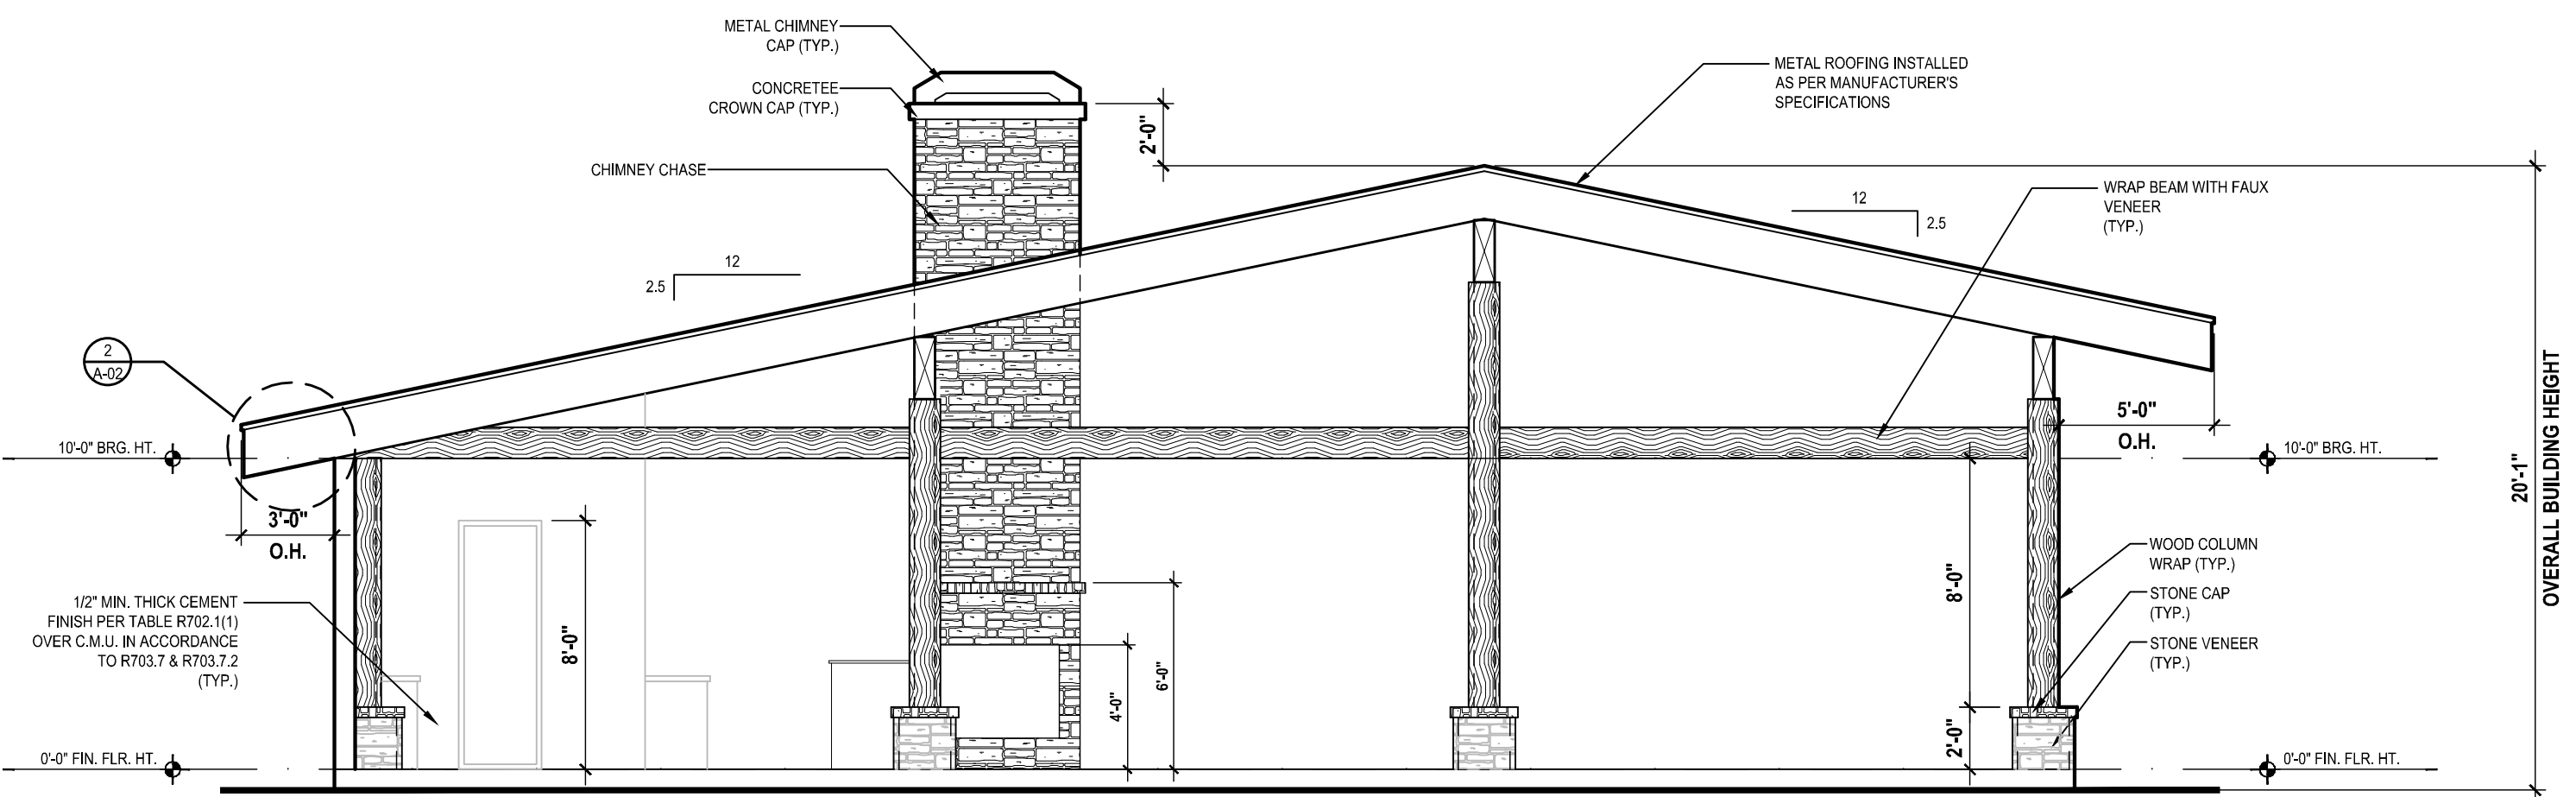 METAL CHIMNEY
CAP (TYP.)
CONCRETEE
CROWN CAP (TYP.)
CHIMNEY CHASE
2'-0"
METAL ROOFING INSTALLED
AS PER MANUFACTURER'S
SPECIFICATIONS
12
2.5
WRAP BEAM WITH FAUX
VENEER
(TYP.)
12
2.5
2
A-02
10'-0" BRG. HT.
3'-0"
O.H.
5'-0"
O.H.
10'-0" BRG. HT.
20'-1"
OVERALL BUILDING HEIGHT
1/2" MIN. THICK CEMENT
FINISH PER TABLE R702.1(1)
OVER C.M.U. IN ACCORDANCE
TO R703.7 & R703.7.2
(TYP.)
8'-0"
4'-0"
6'-0"
8'-0"
2'-0"
WOOD COLUMN
WRAP (TYP.)
STONE CAP
(TYP.)
STONE VENEER
(TYP.)
0'-0" FIN. FLR. HT.
0'-0" FIN. FLR. HT.